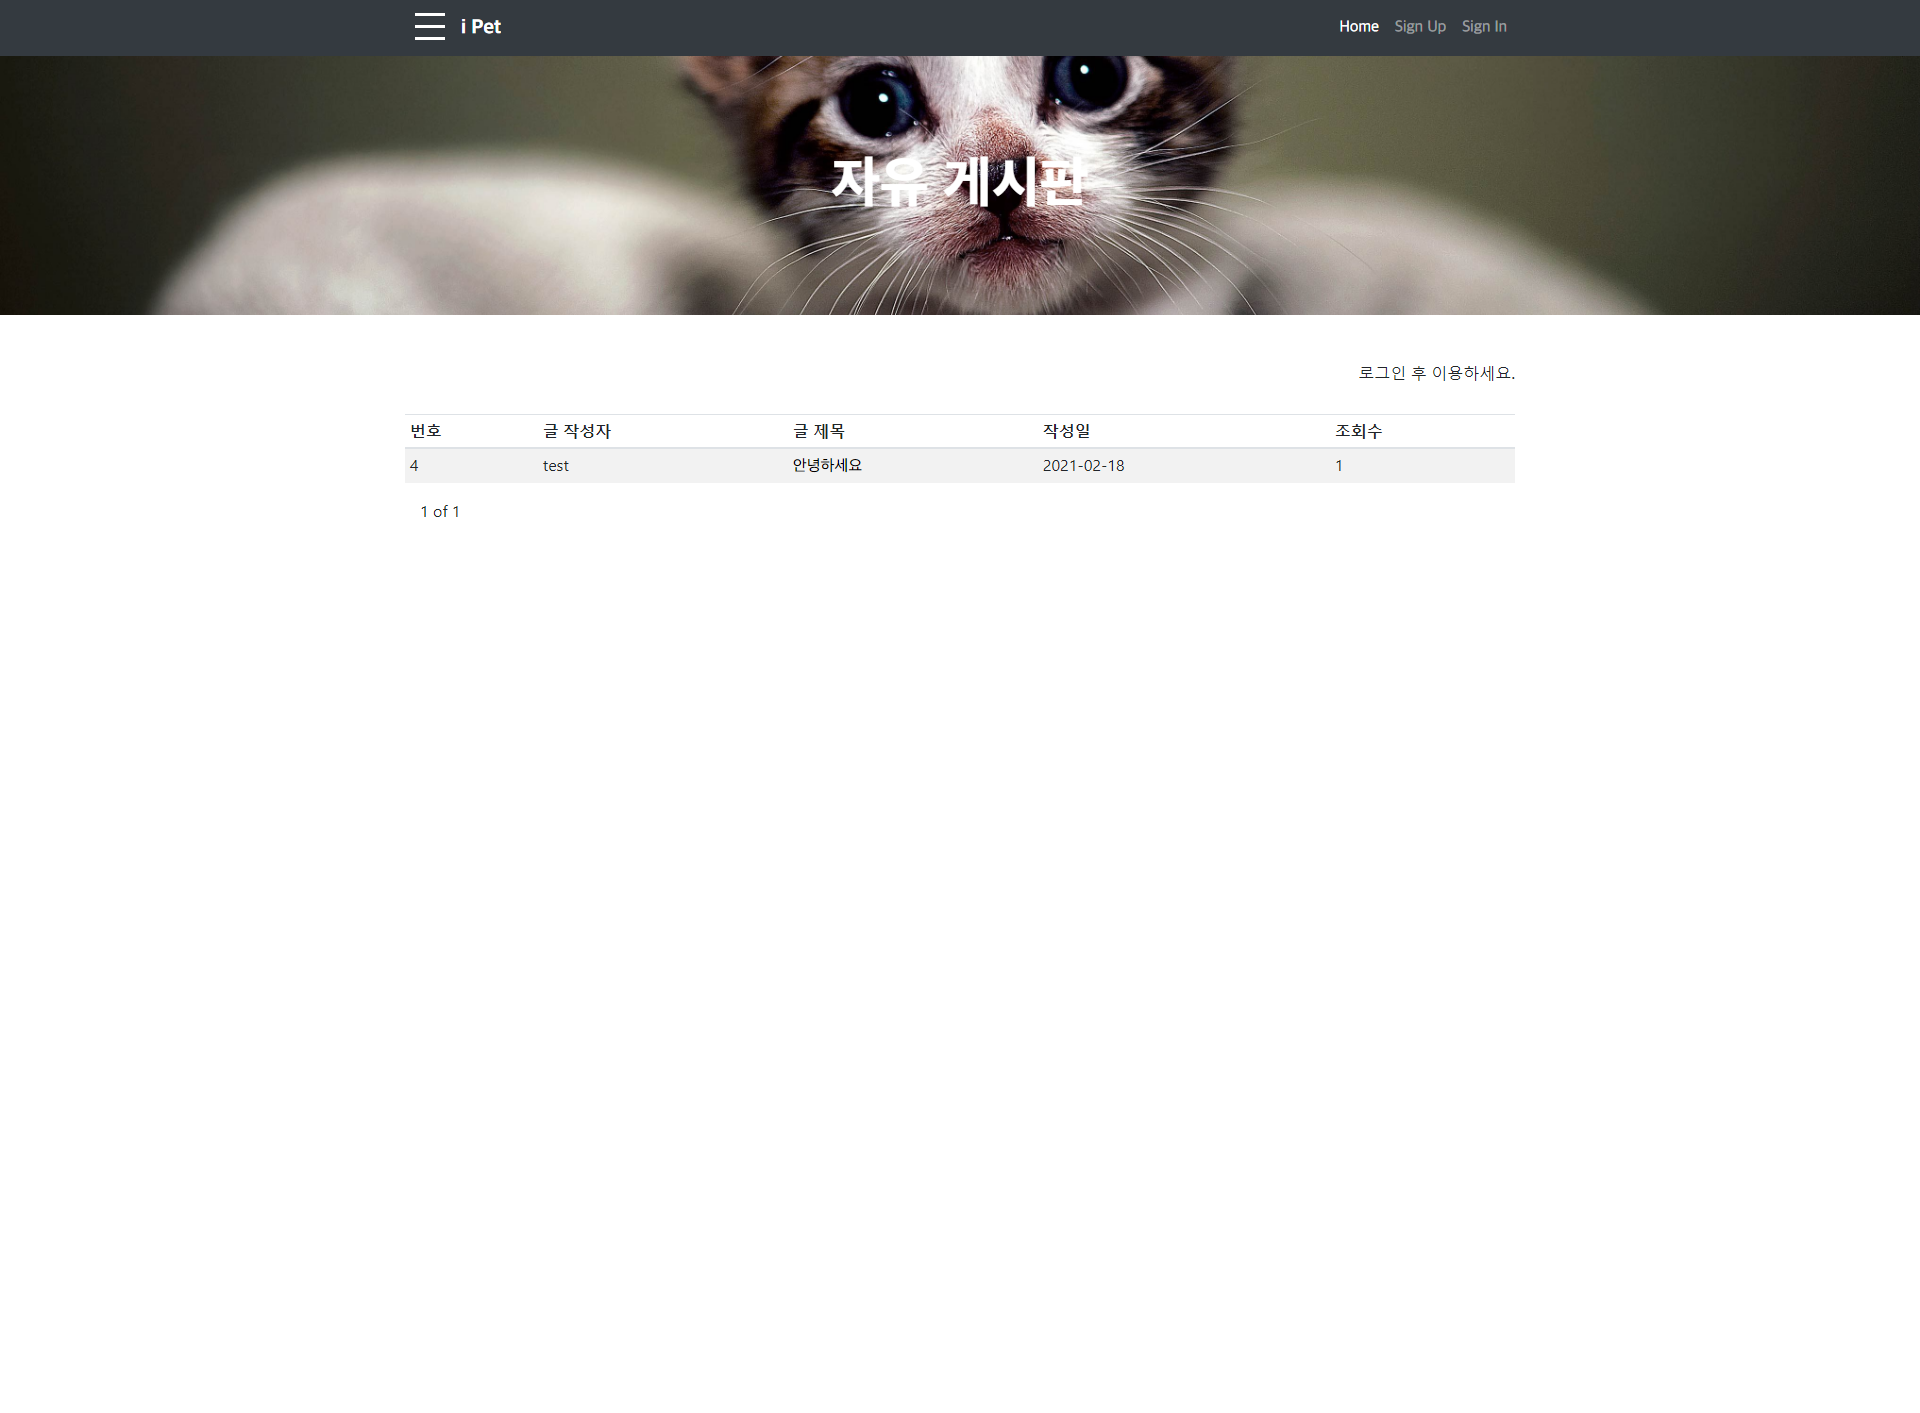 i Pet
Home Sign Up Sign In
자유 게시판
로그인 후 이용하세요.
번호 글 작성자 글 제목 작성일 조회수
4 test 안녕하세요 2021-02-18 1
1 of 1